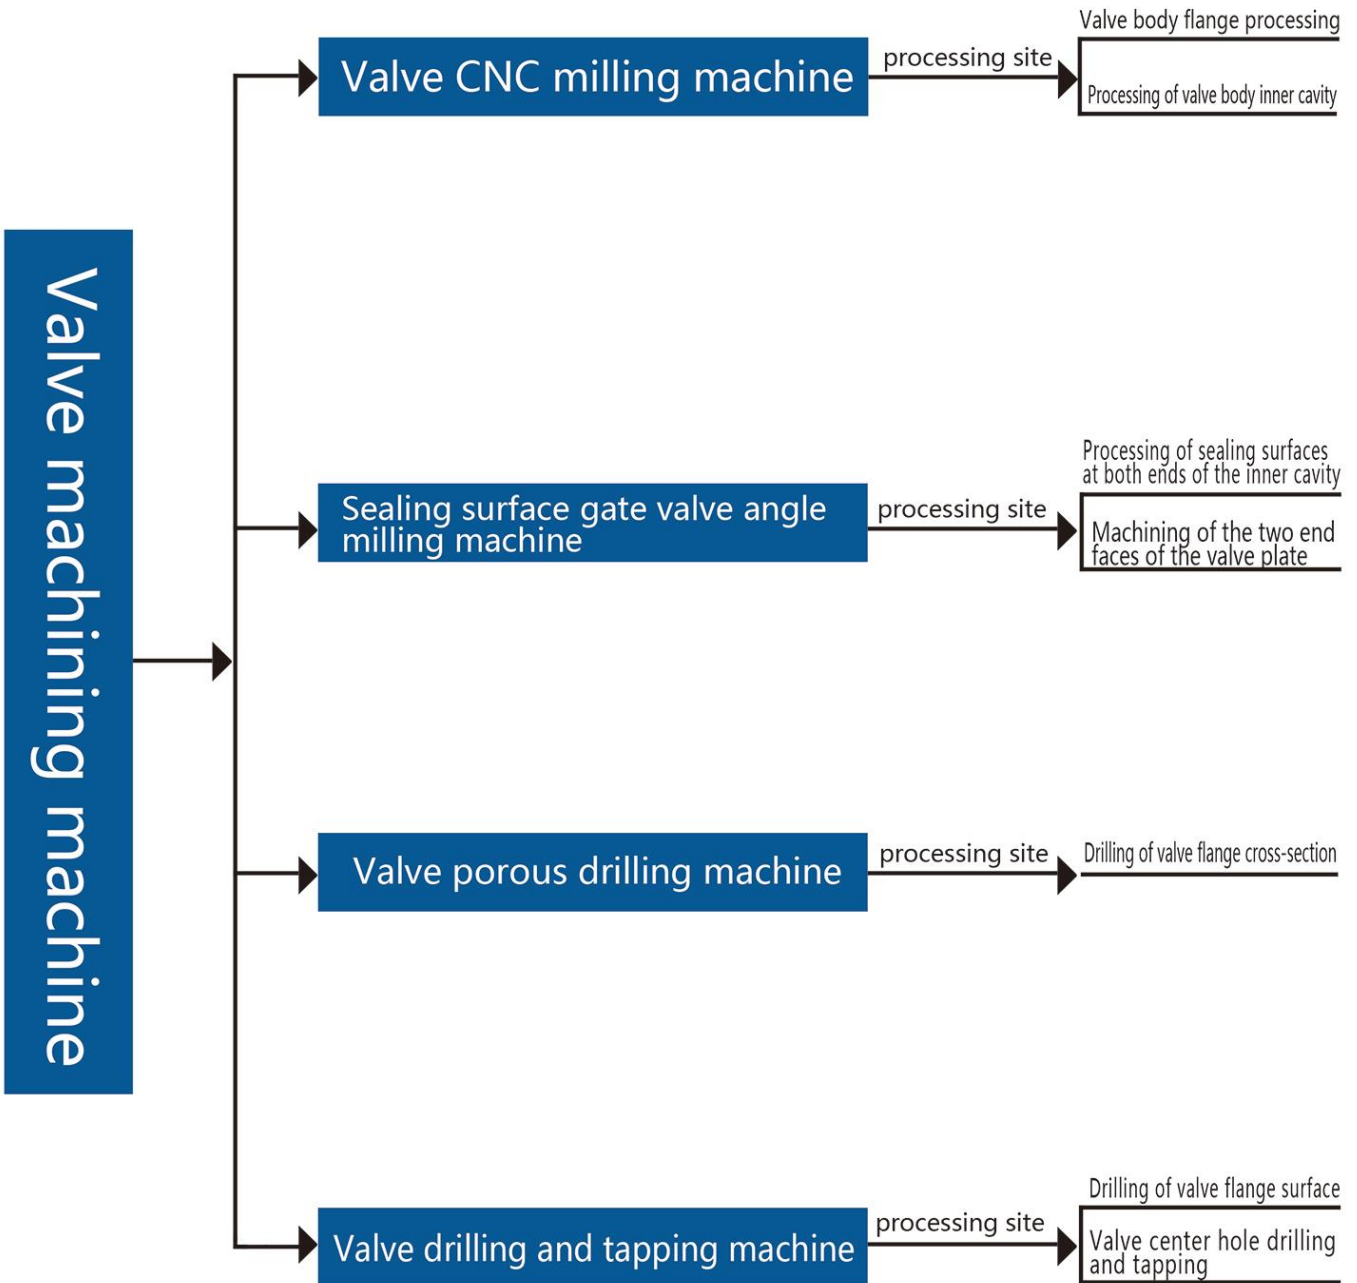 Valve machining machine
Valve CNC milling machine
processing site
Valve body flange processing
Processing of valve body inner cavity
Sealing surface gate valve angle
milling machine
processing site
Processing of sealing surfaces
at both ends of the inner cavity
Machining of the two end
faces of the valve plate
Valve porous drilling machine
processing site
Drilling of valve flange cross-section
Valve drilling and tapping machine
processing site
Drilling of valve flange surface
Valve center hole drilling
and tapping